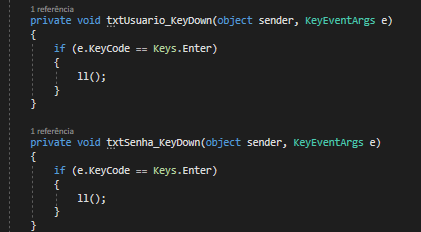 1 referência
private void txtUsuario_KeyDown(object sender, KeyEventArgs e)
{
if (e.KeyCode == Keys.Enter)
{
ll();
}
}
1 referência
private void txtSenha_KeyDown(object sender, KeyEventArgs e)
{
if (e.KeyCode == Keys.Enter)
{
ll();
}
}